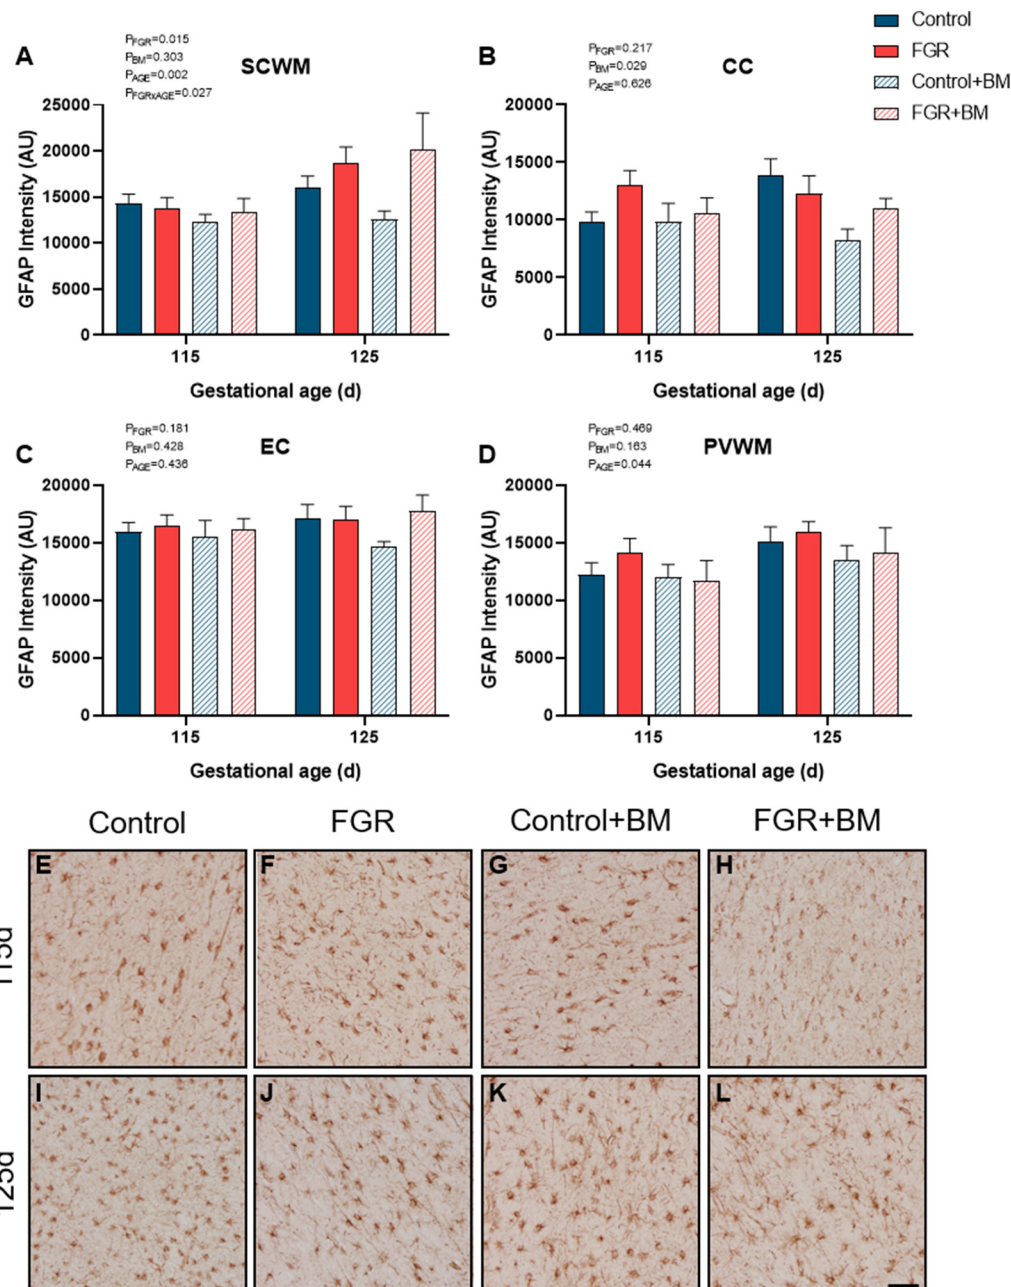 Control
FGR
Control+BM
FGR+BM
A
PFGR=0.015
PBM=0.303
PAGE=0.002
PFGRxAGE=0.027
SCWM
25000
20000
15000
10000
5000
0
GFAP Intensity (AU)
115
125
Gestational age (d)
B
PFGR=0.217
PBM=0.029
PAGE=0.626
CC
20000
15000
10000
5000
0
GFAP Intensity (AU)
115
125
Gestational age (d)
C
PFGR=0.181
PBM=0.428
PAGE=0.436
EC
20000
15000
10000
5000
0
GFAP Intensity (AU)
115
125
Gestational age (d)
D
PFGR=0.469
PBM=0.163
PAGE=0.044
PVWM
20000
15000
10000
5000
0
GFAP Intensity (AU)
115
125
Gestational age (d)
Control
FGR
Control+BM
FGR+BM
115d
E
F
G
H
125d
I
J
K
L